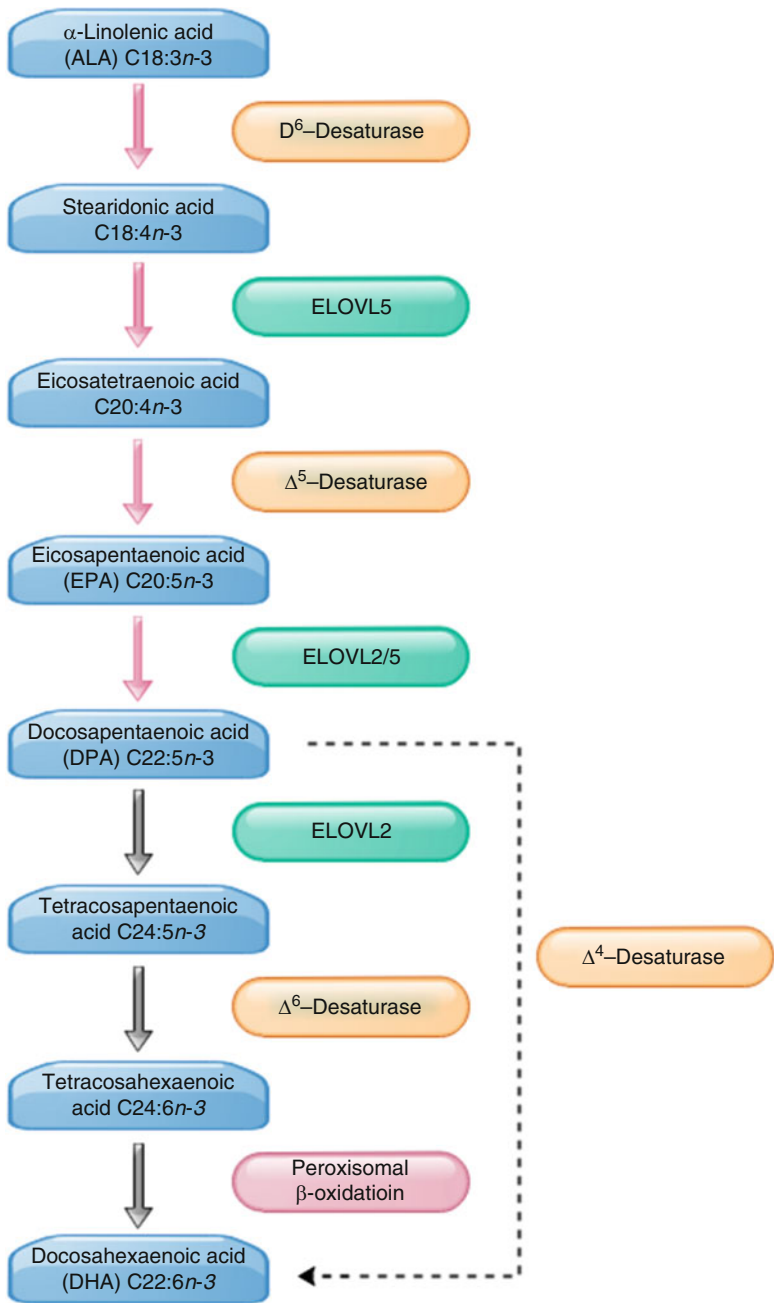 α-Linolenic acid
(ALA) C18:3n-3
D⁶–Desaturase
Stearidonic acid
C18:4n-3
ELOVL5
Eicosatetraenoic acid
C20:4n-3
Δ⁵–Desaturase
Eicosapentaenoic acid
(EPA) C20:5n-3
ELOVL2/5
Docosapentaenoic acid
(DPA) C22:5n-3
ELOVL2
Tetracosapentaenoic
acid C24:5n-3
Δ⁴–Desaturase
Δ⁶–Desaturase
Tetracosahexaenoic
acid C24:6n-3
Peroxisomal
β-oxidatioin
Docosahexaenoic acid
(DHA) C22:6n-3